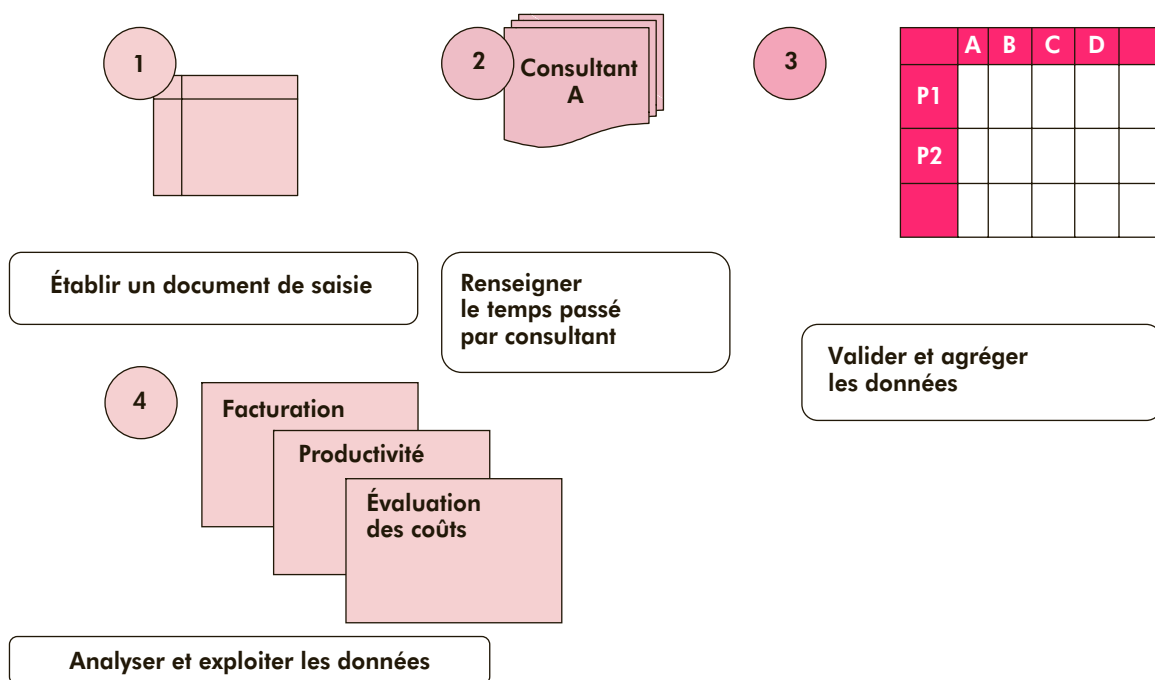 1
2
Consultant
A
3
A B C D
P1
P2
Établir un document de saisie
Renseigner
le temps passé
par consultant
Valider et agréger
les données
4
Facturation
Productivité
Évaluation
des coûts
Analyser et exploiter les données